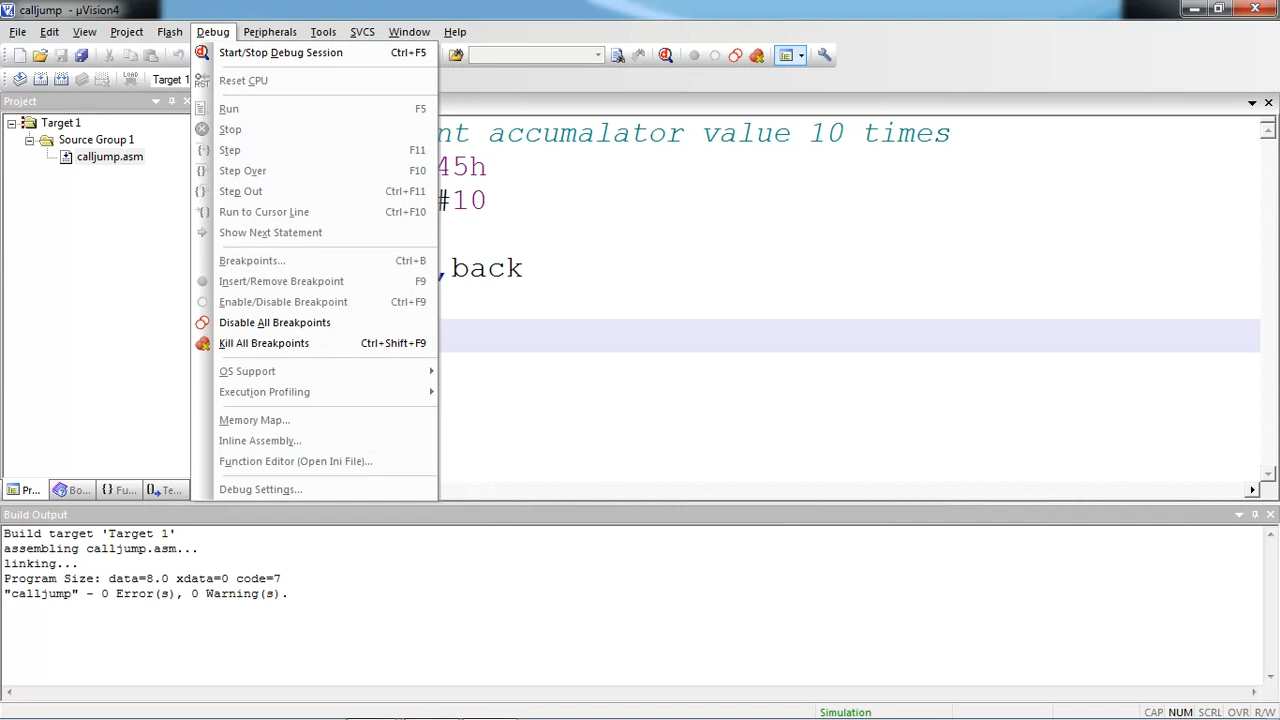 calljump - µVision4
File Edit View Project Flash Debug Peripherals Tools SVCS Window Help
Target 1
Project
Target 1
Source Group 1
calljump.asm
Start/Stop Debug Session Ctrl+F5
Reset CPU
Run F5
Stop
Step F11
Step Over F10
Step Out Ctrl+F11
Run to Cursor Line Ctrl+F10
Show Next Statement
Breakpoints... Ctrl+B
Insert/Remove Breakpoint F9
Enable/Disable Breakpoint Ctrl+F9
Disable All Breakpoints
Kill All Breakpoints Ctrl+Shift+F9
OS Support
Execution Profiling
Memory Map...
Inline Assembly...
Function Editor (Open Ini File)...
Debug Settings...
nt accumalator value 10 times
45h
#10
,back
Pr... Bo... {} Fu... Te...
Build Output
Build target 'Target 1'
assembling calljump.asm...
linking...
Program Size: data=8.0 xdata=0 code=7
"calljump" - 0 Error(s), 0 Warning(s).
Simulation CAP NUM SCRL OVR R/W